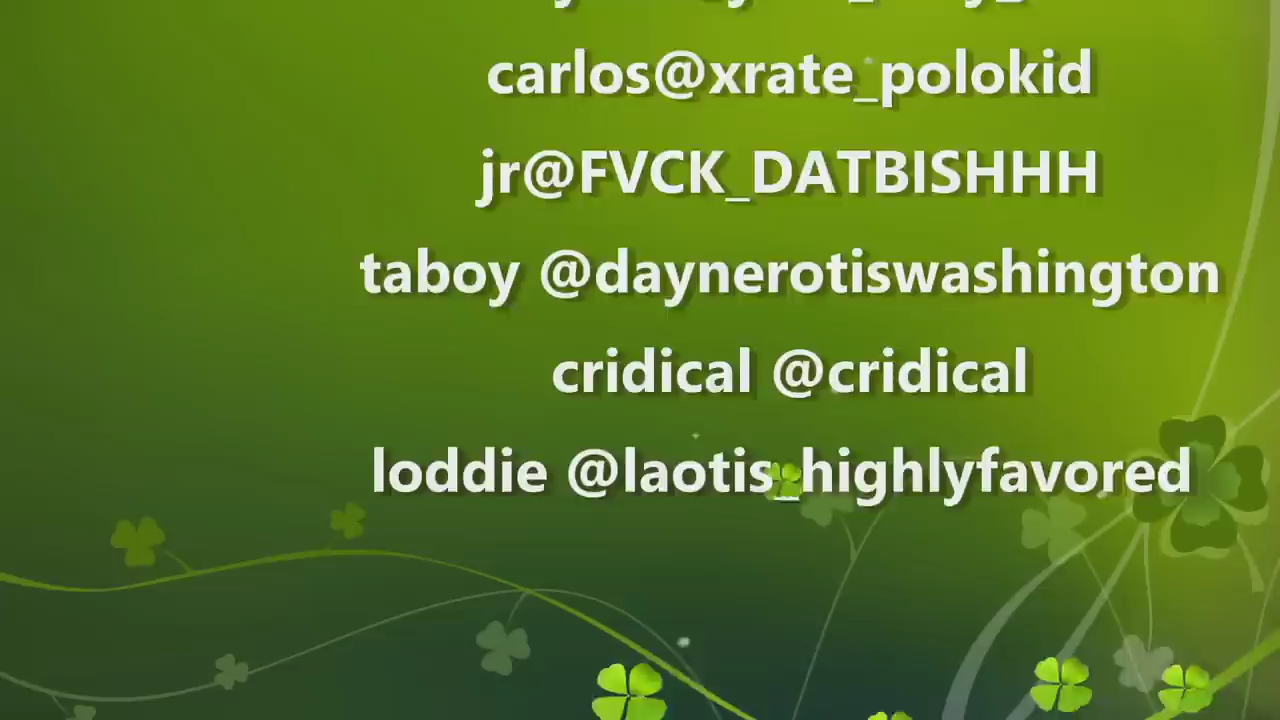 carlos@xrate_polokid
jr@FVCK_DATBISHHH
taboy @daynerotiswashington
cridical @cridical
loddie @laotis_highlyfavored